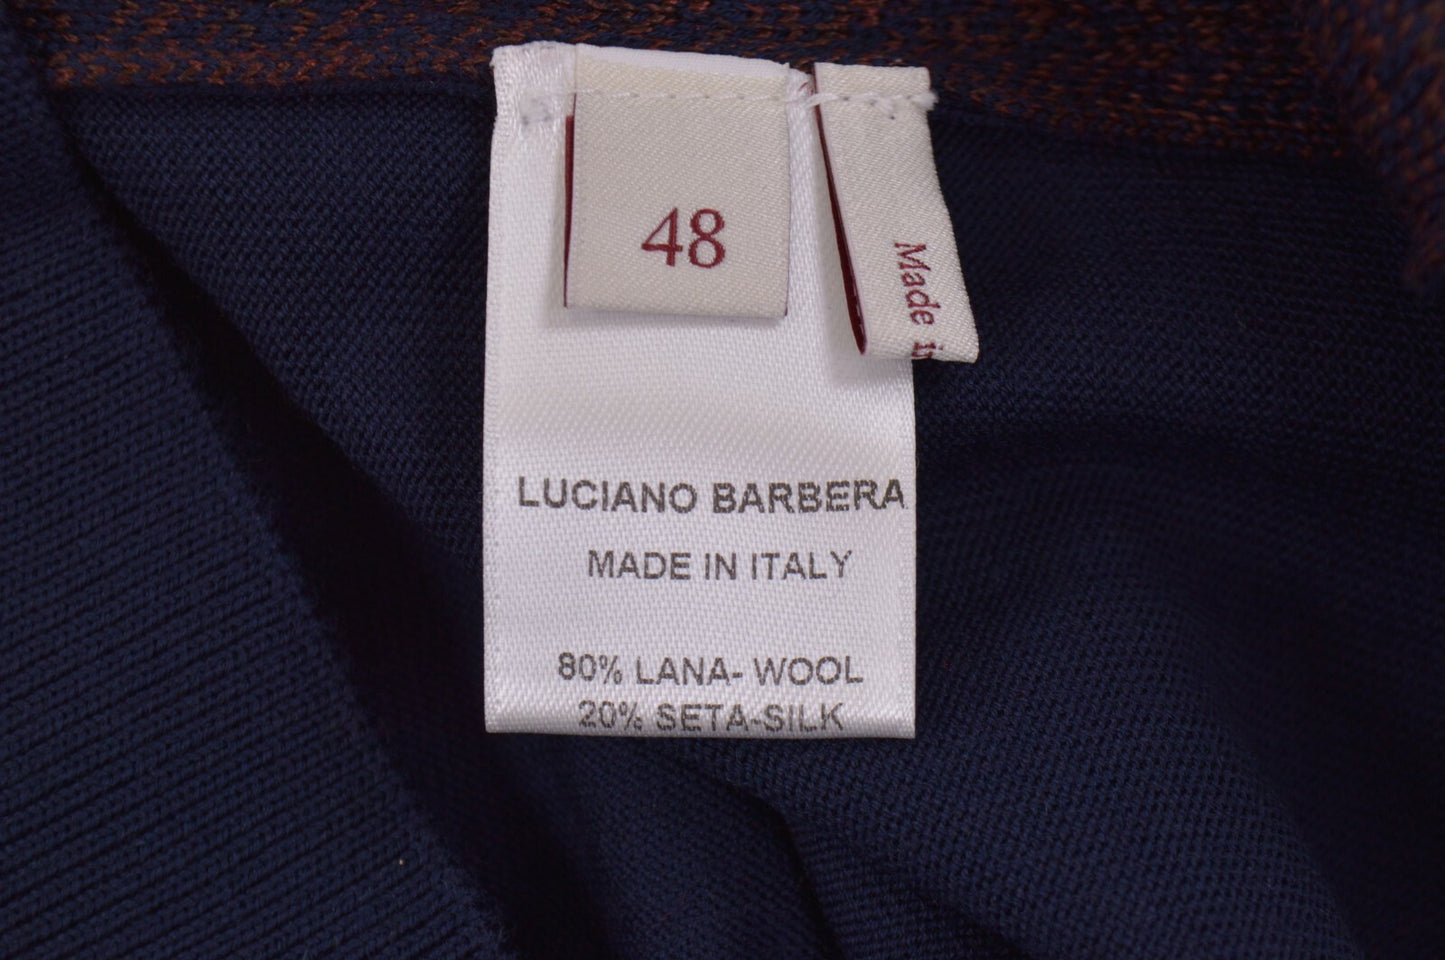 48
Made
LUCIANO BARBERA
MADE IN ITALY
80% LANA- WOOL
20% SETA-SILK